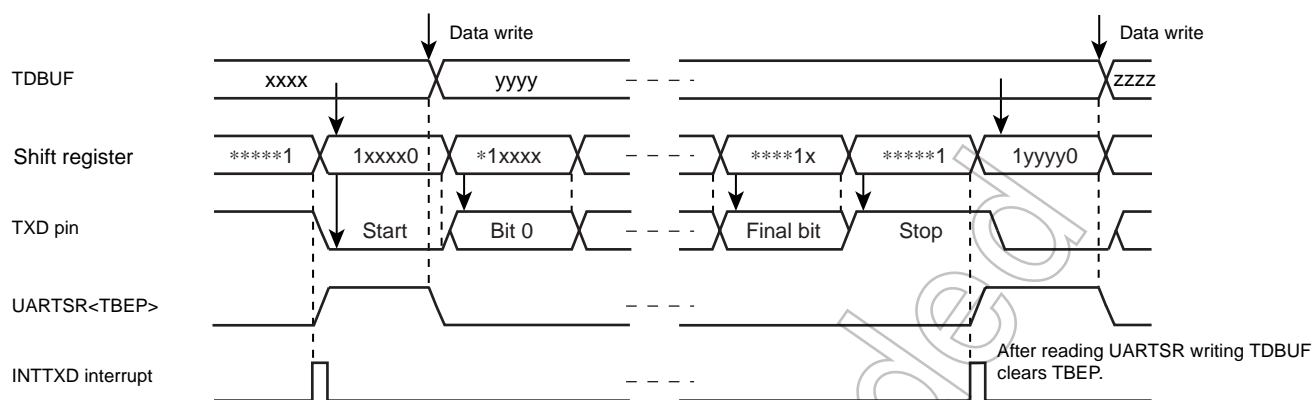 Data write Data write
TDBUF xxxx yyyy zzzz
Shift register *****1 1xxxx0 *1xxxx ****1x *****1 1yyyy0
TXD pin Start Bit 0 Final bit Stop
UARTSR<TBEP>
After reading UARTSR writing TDBUF
INTTXD interrupt clears TBEP.